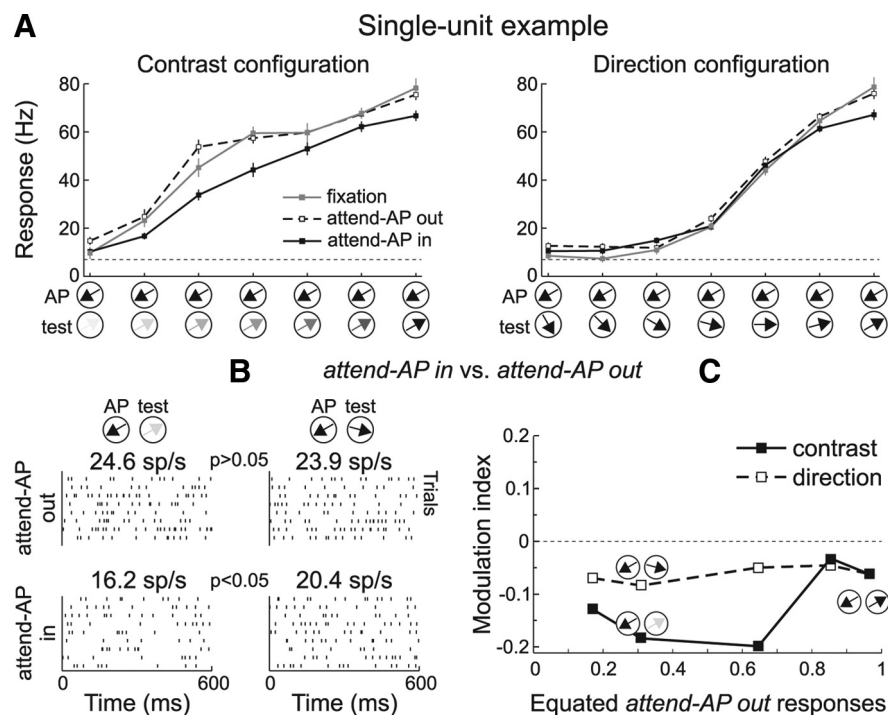 A
Single-unit example
Contrast configuration
Direction configuration
Response (Hz)
80
60
40
20
0
fixation
attend-AP out
attend-AP in
AP
test
80
60
40
20
0
AP
test
B
attend-AP in vs. attend-AP out
C
AP test
AP test
24.6 sp/s
p>0.05
23.9 sp/s
attend-AP
out
Trials
16.2 sp/s
p<0.05
20.4 sp/s
attend-AP
in
0
600
Time (ms)
0
600
Time (ms)
Modulation index
0.2
0.1
0
-0.1
-0.2
contrast
direction
0
0.2
0.4
0.6
0.8
1
Equated attend-AP out responses